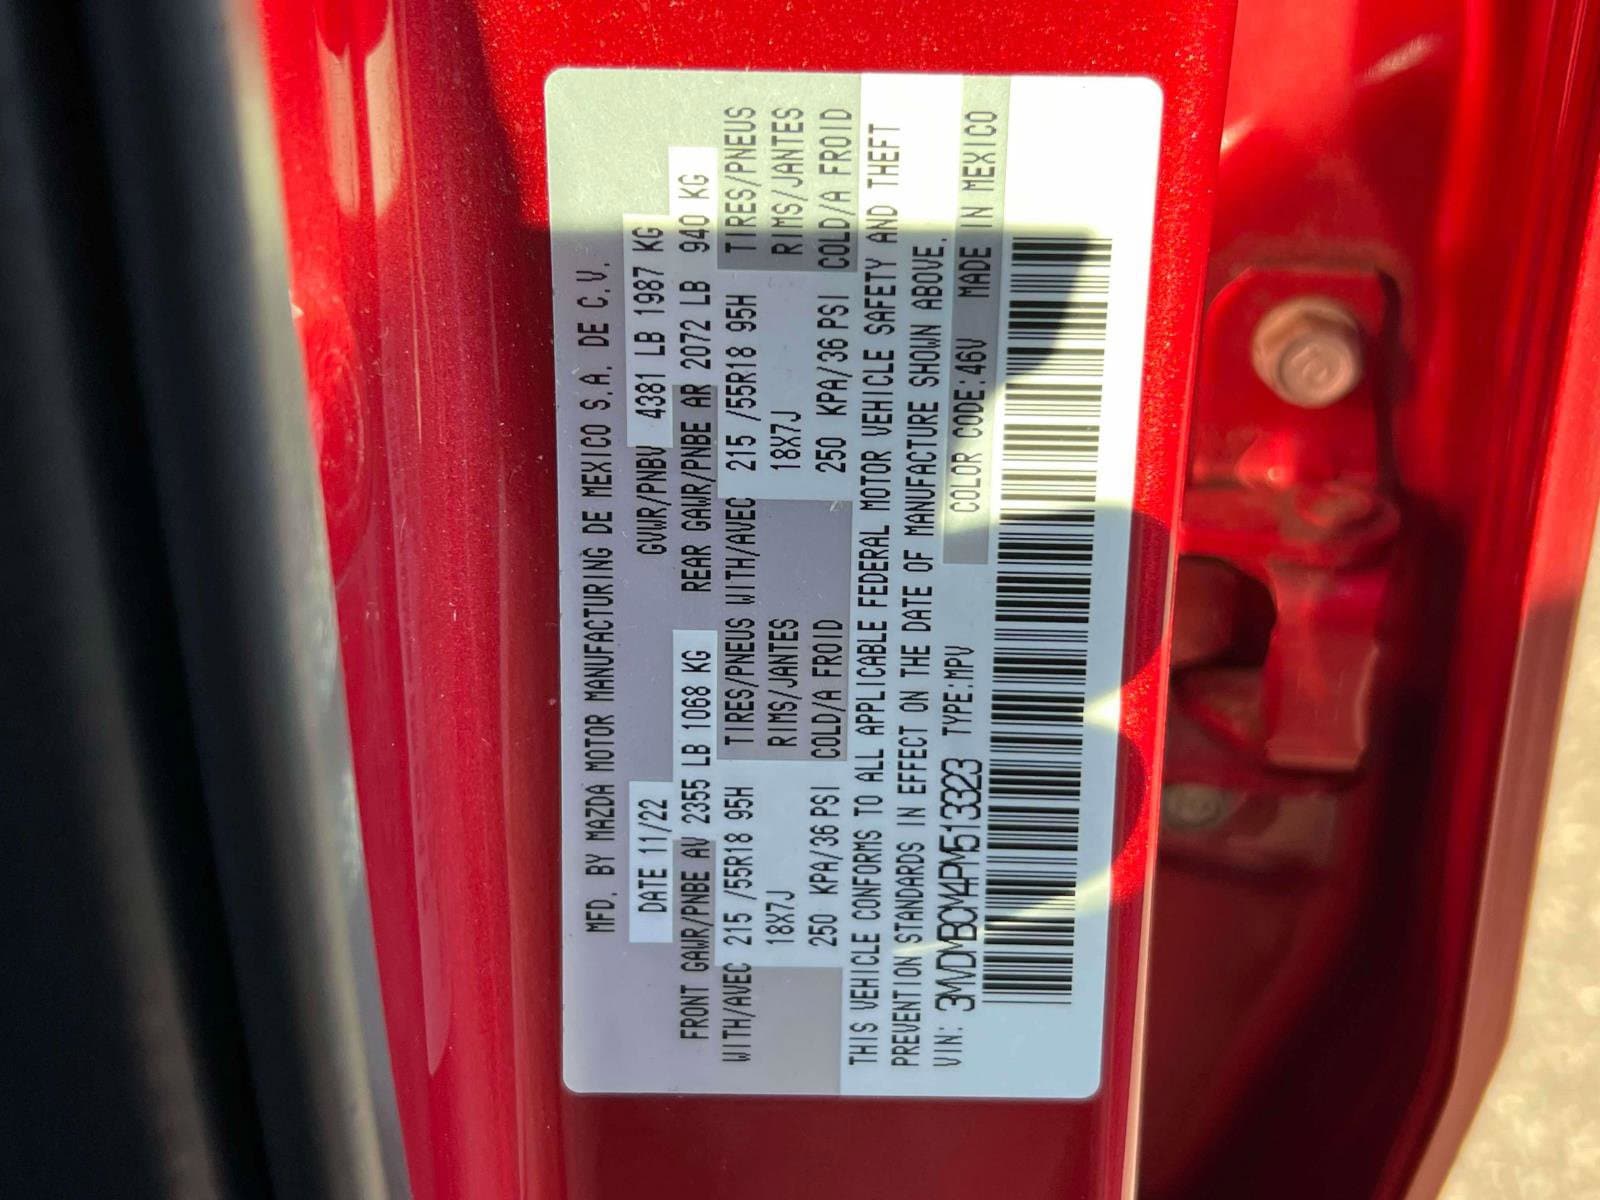 MFD. BY MAZDA MOTOR MANUFACTURING DE MEXICO S.A. DE C.V.
DATE 11/22 GVWR/PNBV 4381 LB 1987 KG
FRONT GAWR/PNBE AV 2355 LB 1068 KG REAR GAWR/PNBE AR 2072 LB 940 KG
WITH/AVEC 215 /55R18 95H TIRES/PNEUS WITH/AVEC 215 /55R18 95H TIRES/PNEUS
18X7J RIMS/JANTES 18X7J RIMS/JANTES
250 KPA/36 PSI COLD/A FROID 250 KPA/36 PSI COLD/A FROID
THIS VEHICLE CONFORMS TO ALL APPLICABLE FEDERAL MOTOR VEHICLE SAFETY AND THEFT
PREVENTION STANDARDS IN EFFECT ON THE DATE OF MANUFACTURE SHOWN ABOVE.
VIN: 3MVDMBCM4PM513323 TYPE:MPV COLOR CODE:46V MADE IN MEXICO